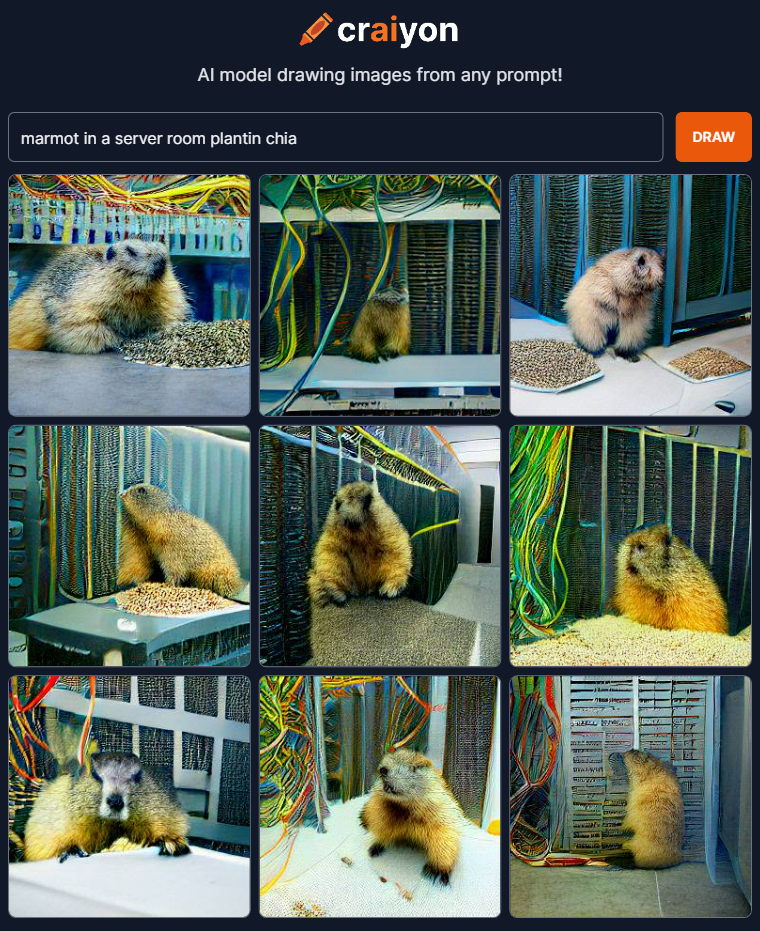 craiyon
AI model drawing images from any prompt!
marmot in a server room plantin chia
DRAW